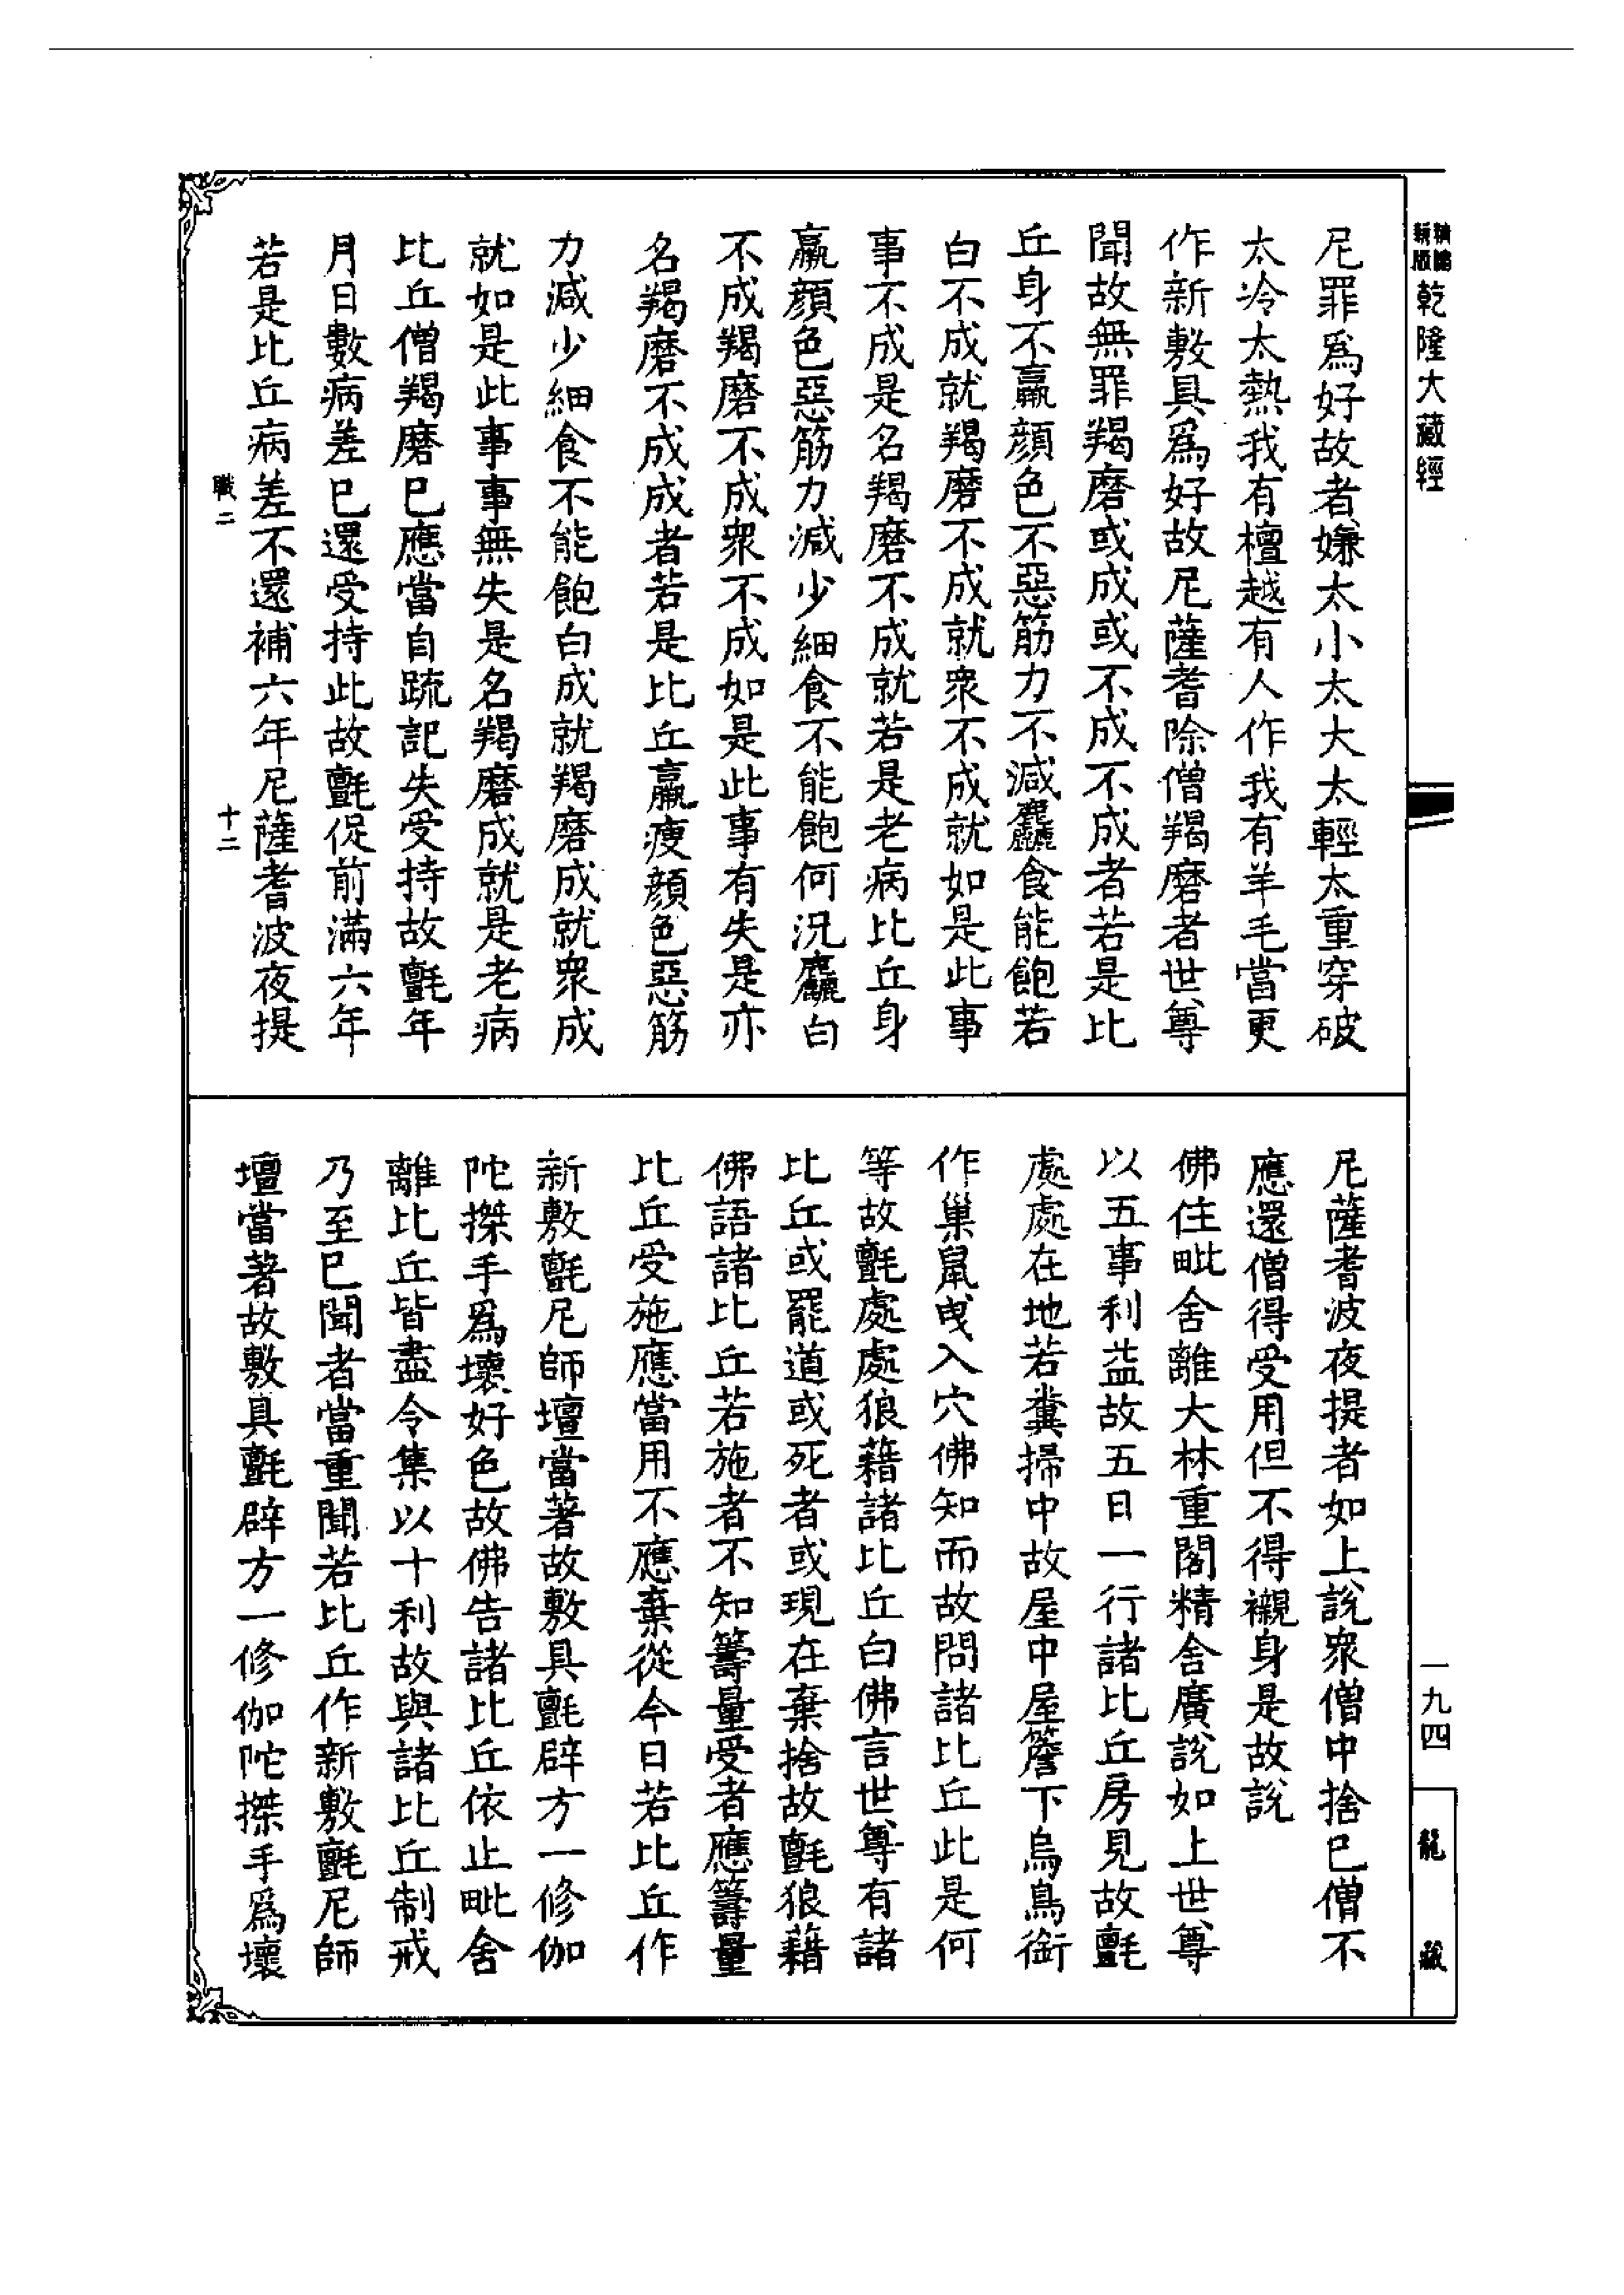 乾隆大藏經
尼罪爲好故者嫌太小太大太輕太重穿破
太冷太熱我有檀越有人作我有羊毛當更
作新敷具爲好故尼薩耆除僧羯磨者世尊
聞故無罪羯磨或成或不成不成者若是比
丘身不羸顏色不惡筋力不減麤食能飽若
白不成就羯磨不成就衆不成就如是此事
事不成是名羯磨不成就若是老病比丘身
羸顏色惡筋力減少細食不能飽何況麤白
不成羯磨不成衆不成如是此事有失是亦
名羯磨不成成者若是比丘羸瘦顏色惡筋
力減少細食不能飽白成就羯磨成就衆成
就如是此事事無失是名羯磨成就是老病
比丘僧羯磨已應當自疏記失受持故氈年
月日數病差已還受持此故氈促前滿六年
若是比丘病差不還補六年尼薩耆波夜提
職二
十二
尼薩耆波夜提者如上說衆僧中捨已僧不
應還僧得受用但不得襯身是故說
佛住毗舍離大林重閣精舍廣說如上世尊
以五事利益故五日一行諸比丘房見故氈
處處在地若糞掃中故屋中屋簷下烏鳥銜
作巢鼠曳入穴佛知而故問諸比丘此是何
等故氈處處狼藉諸比丘白佛言世尊有諸
比丘或罷道或死者或現在棄捨故氈狼藉
佛語諸比丘若施者不知籌量受者應籌量
比丘受施應當用不應棄從今日若比丘作
新敷氈尼師壇當著故敷具氈辟方一修伽
陀搩手爲壞好色故佛告諸比丘依止毗舍
離比丘皆盡令集以十利故與諸比丘制戒
乃至已聞者當重聞若比丘作新敷氈尼師
壇當著故敷具氈辟方一修伽陀搩手爲壞
一九四
龍藏